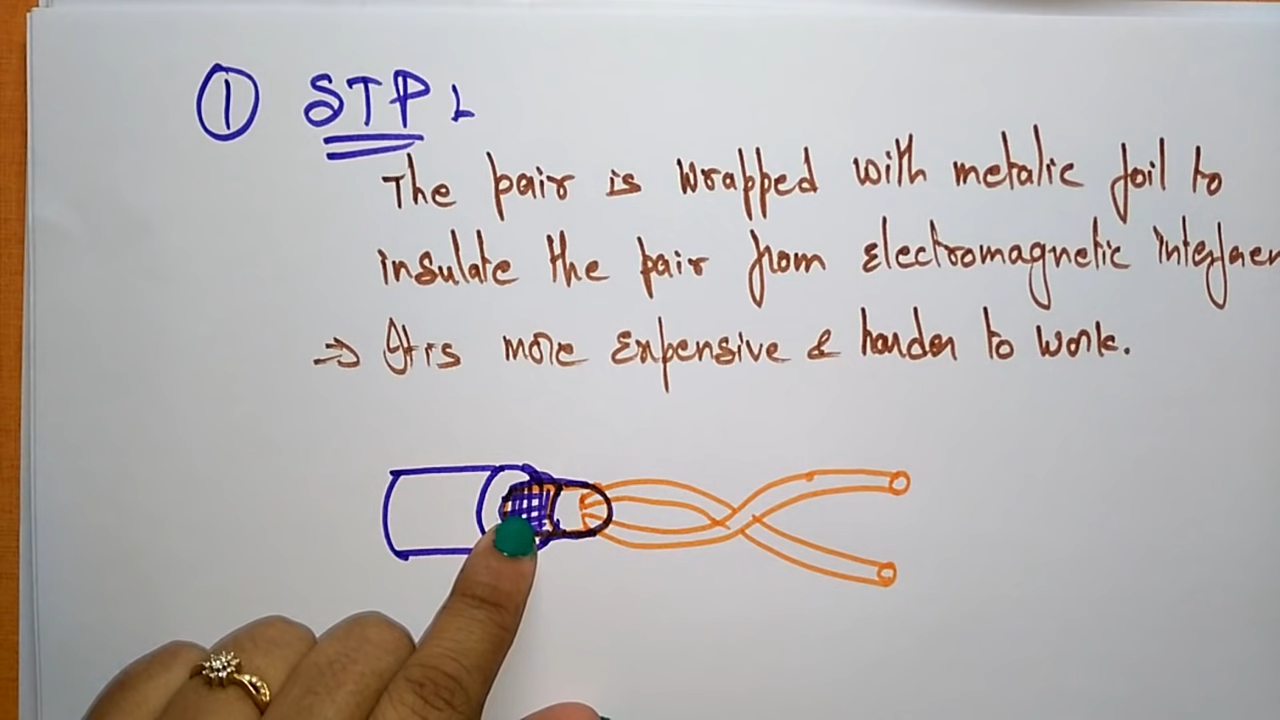 ① STP :
The pair is wrapped with metalic foil to
insulate the pair from electromagnetic
⇒ It is more expensive & harder to work.